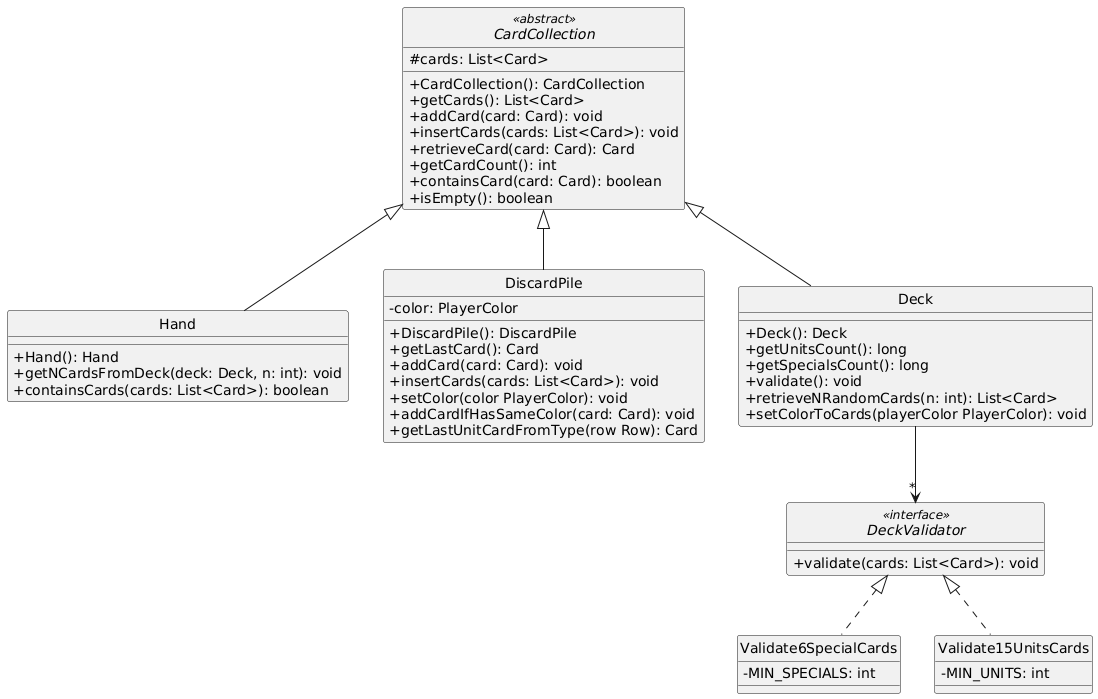 «abstract»
CardCollection
#cards: List<Card>
+CardCollection(): CardCollection
+getCards(): List<Card>
+addCard(card: Card): void
+insertCards(cards: List<Card>): void
+retrieveCard(card: Card): Card
+getCardCount(): int
+containsCard(card: Card): boolean
+isEmpty(): boolean
Hand
+Hand(): Hand
+getNCardsFromDeck(deck: Deck, n: int): void
+containsCards(cards: List<Card>): boolean
DiscardPile
-color: PlayerColor
+DiscardPile(): DiscardPile
+getLastCard(): Card
+addCard(card: Card): void
+insertCards(cards: List<Card>): void
+setColor(color PlayerColor): void
+addCardIfHasSameColor(card: Card): void
+getLastUnitCardFromType(row Row): Card
Deck
+Deck(): Deck
+getUnitsCount(): long
+getSpecialsCount(): long
+validate(): void
+retrieveNRandomCards(n: int): List<Card>
+setColorToCards(playerColor PlayerColor): void
*
«interface»
DeckValidator
+validate(cards: List<Card>): void
Validate6SpecialCards
-MIN_SPECIALS: int
Validate15UnitsCards
-MIN_UNITS: int